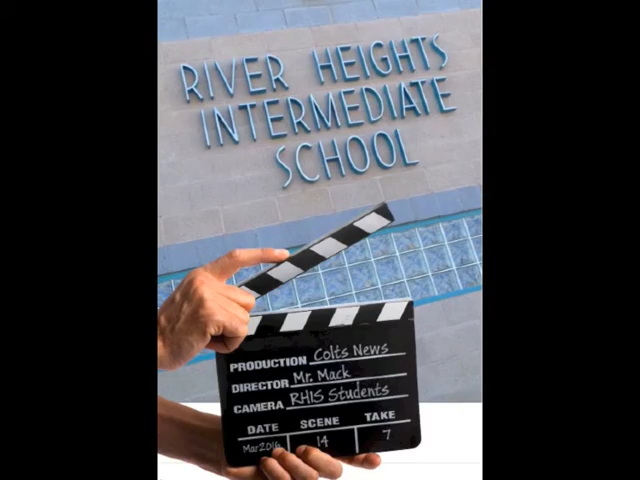 RIVER HEIGHTS
INTERMEDIATE
SCHOOL
PRODUCTION Colts News
DIRECTOR Mr. Mack
CAMERA RHIS Students
DATE SCENE TAKE
Mar2016 14 7